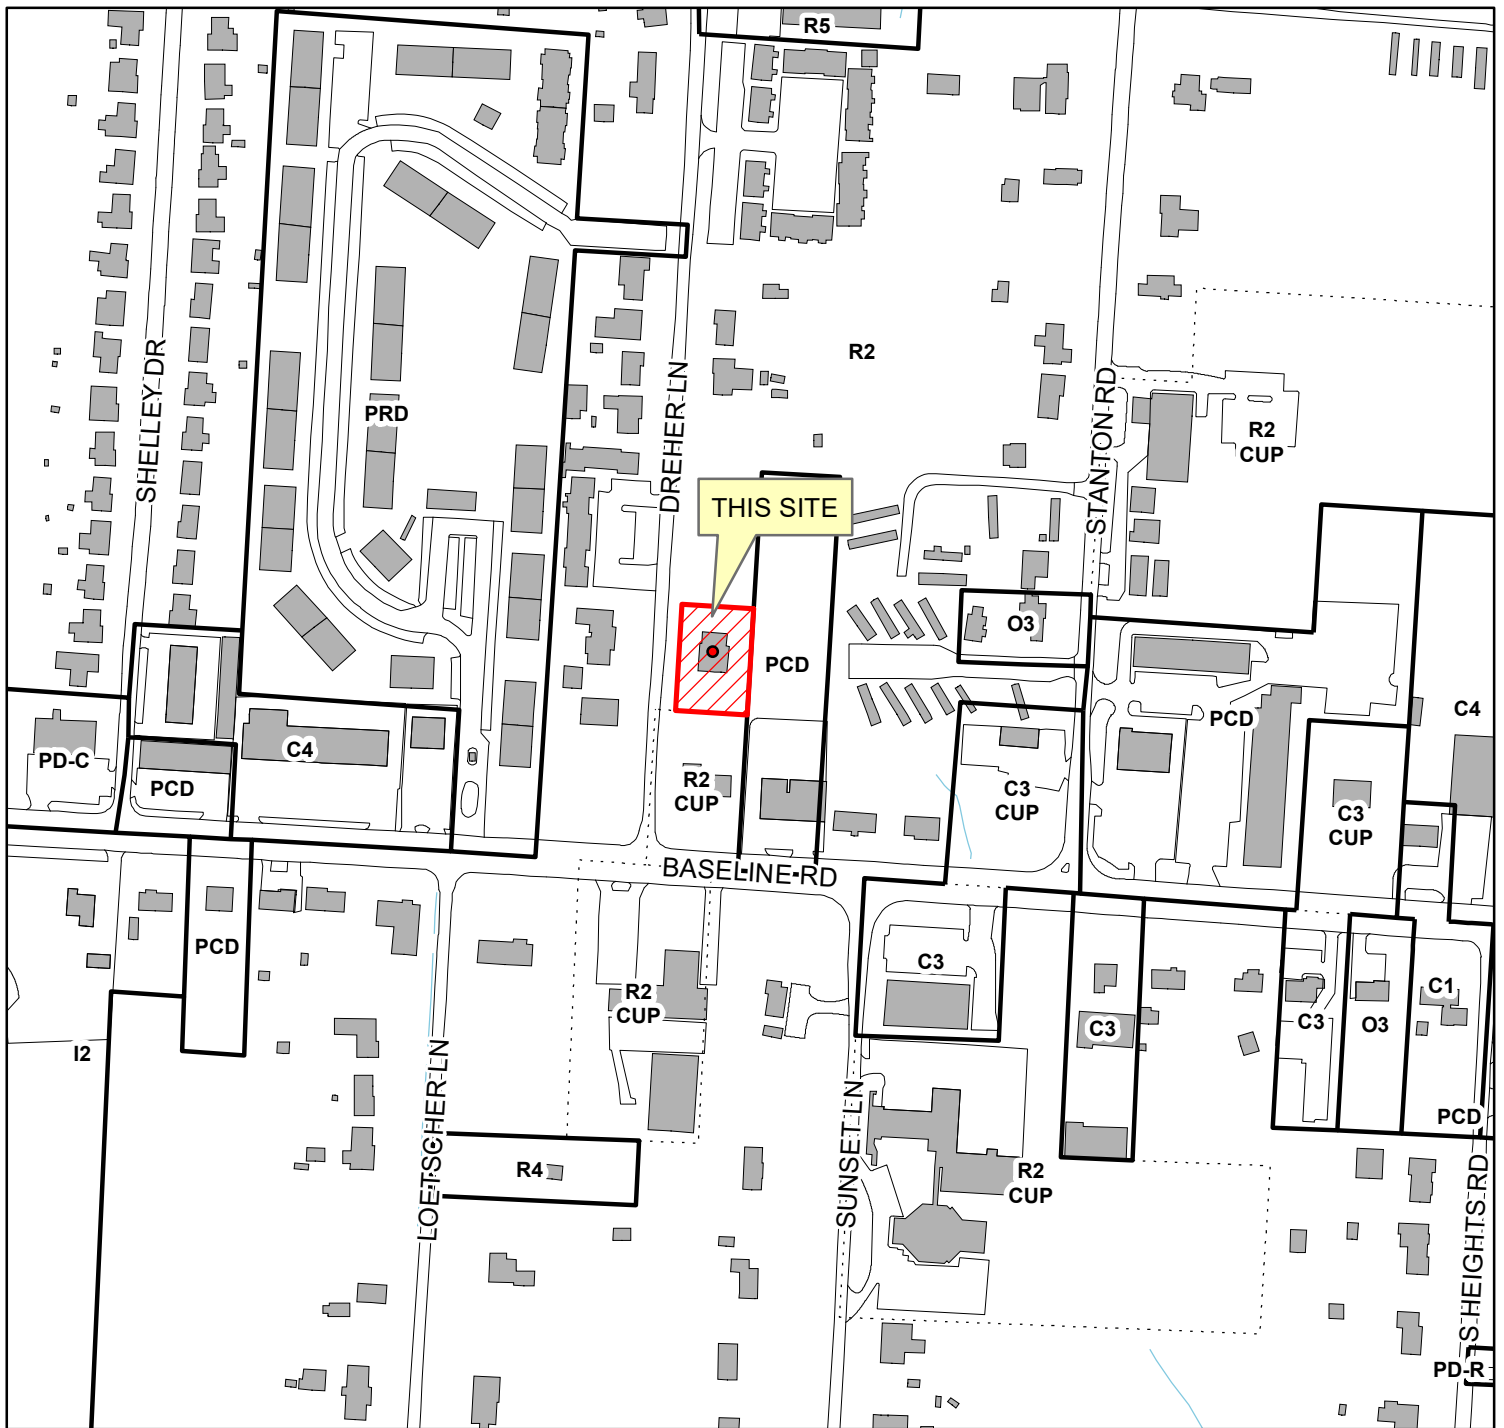 R5
SHELLEY DR
PRD
DREHER LN
R2
STANTON RD
R2
CUP
THIS SITE
O3
PCD
PCD
C4
PD-C
C4
PCD
R2
CUP
C3
CUP
C3
CUP
BASELINE RD
PCD
C3
R2
CUP
C3
C3
O3
C1
I2
PCD
LOETSCHER LN
R4
SUNSET LN
R2
CUP
S HEIGHTS RD
PD-R